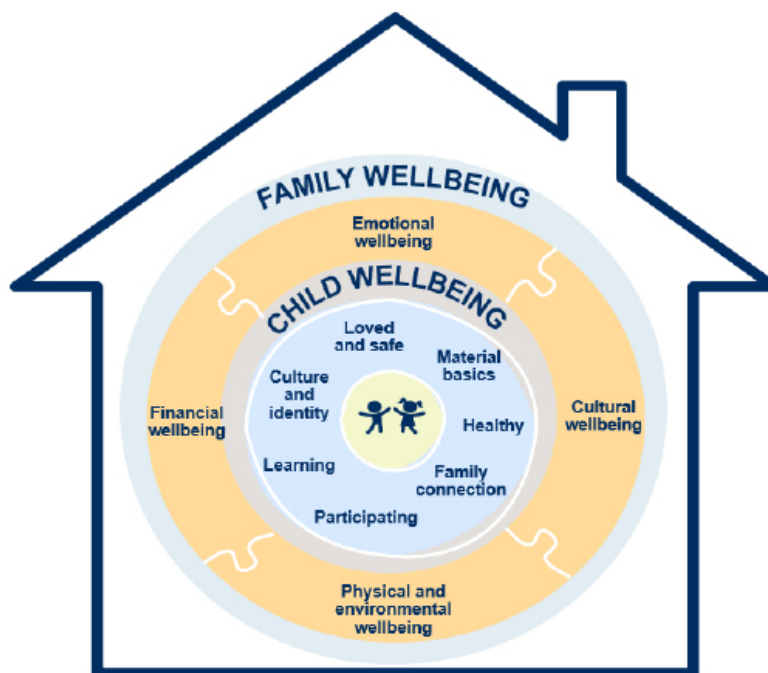 FAMILY WELLBEING
Emotional
wellbeing
CHILD WELLBEING
Loved
and safe
Material
basics
Culture
and
identity
Financial
wellbeing
Healthy
Cultural
wellbeing
Learning
Family
connection
Participating
Physical and
environmental
wellbeing